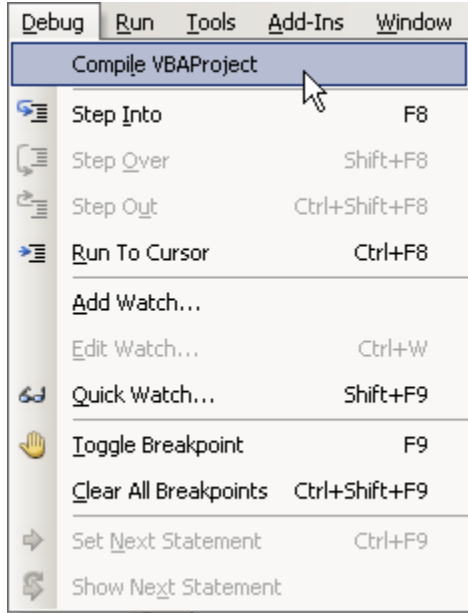 Debug Run Tools Add-Ins Window
Compile VBAProject
Step Into F8
Step Over Shift+F8
Step Out Ctrl+Shift+F8
Run To Cursor Ctrl+F8
Add Watch...
Edit Watch... Ctrl+W
Quick Watch... Shift+F9
Toggle Breakpoint F9
Clear All Breakpoints Ctrl+Shift+F9
Set Next Statement Ctrl+F9
Show Next Statement